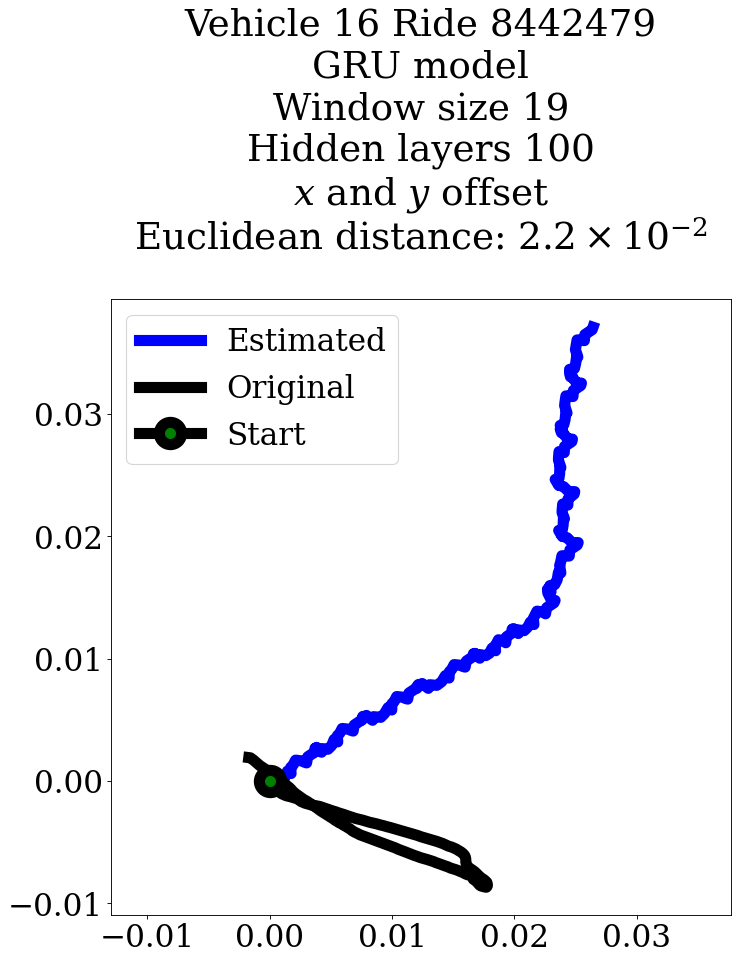 Vehicle 16 Ride 8442479
GRU model
Window size 19
Hidden layers 100
x and y offset
Euclidean distance: 2.2 × 10⁻²
Estimated
Original
Start
0.03
0.02
0.01
0.00
−0.01
−0.01 0.00 0.01 0.02 0.03